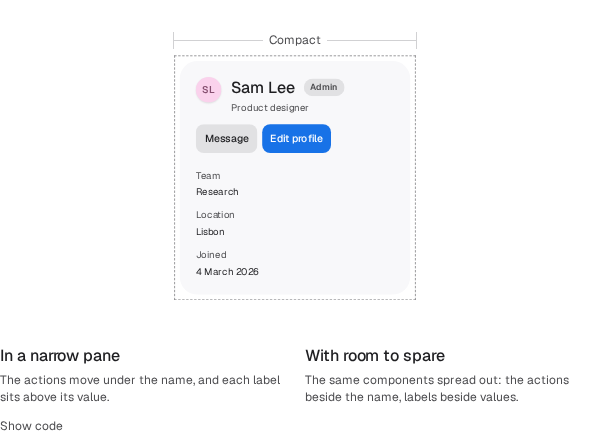 Compact
SL
Sam Lee Admin
Product designer
Message Edit profile
Team
Research
Location
Lisbon
Joined
4 March 2026
In a narrow pane
The actions move under the name, and each label
sits above its value.
With room to spare
The same components spread out: the actions
beside the name, labels beside values.
Show code